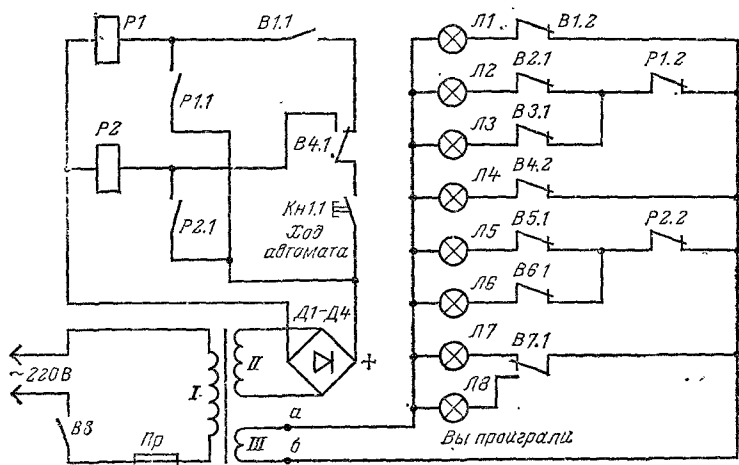 Р1
В1.1
Р1.1
Р2
В4.1
Р2.1
Кн1.1
Ход
автомата
Д1-Д4
+
~220В
I
II
III
а
б
В8
Пр
Л1
В1.2
Л2
В2.1
Р1.2
Л3
В3.1
Л4
В4.2
Л5
В5.1
Р2.2
Л6
В6.1
Л7
В7.1
Л8
Вы проиграли